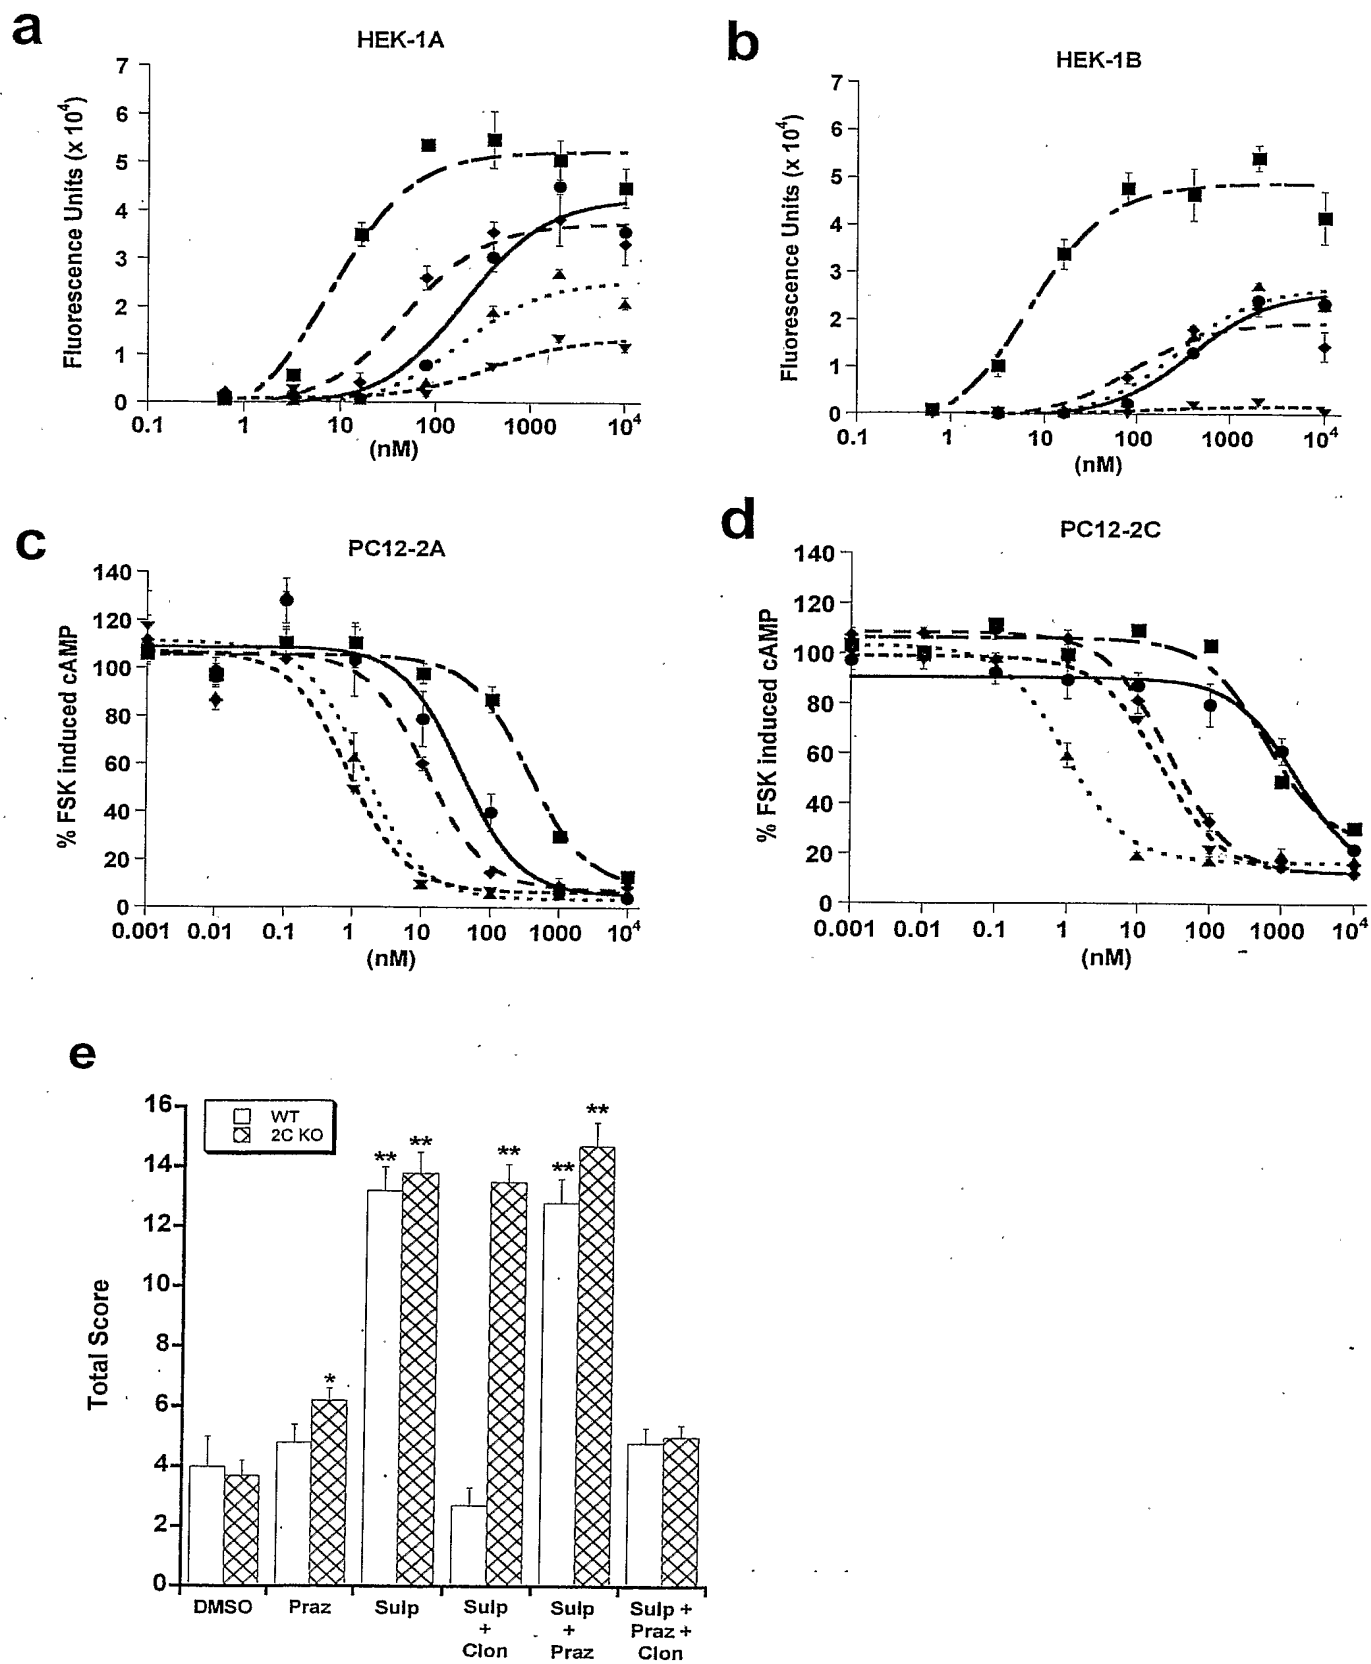 a
HEK-1A
Fluorescence Units (x 10⁴)
7
6
5
4
3
2
1
0
0.1 1 10 100 1000 10⁴
(nM)
b
HEK-1B
Fluorescence Units (x 10⁴)
7
6
5
4
3
2
1
0
0.1 1 10 100 1000 10⁴
(nM)
c
PC12-2A
% FSK induced cAMP
140
120
100
80
60
40
20
0
0.001 0.01 0.1 1 10 100 1000 10⁴
(nM)
d
PC12-2C
% FSK induced cAMP
140
120
100
80
60
40
20
0
0.001 0.01 0.1 1 10 100 1000 10⁴
(nM)
e
Total Score
16
14
12
10
8
6
4
2
0
WT
2C KO
*
**
**
**
**
**
DMSO
Praz
Sulp
Sulp
+
Clon
Sulp
+
Praz
Sulp +
Praz +
Clon